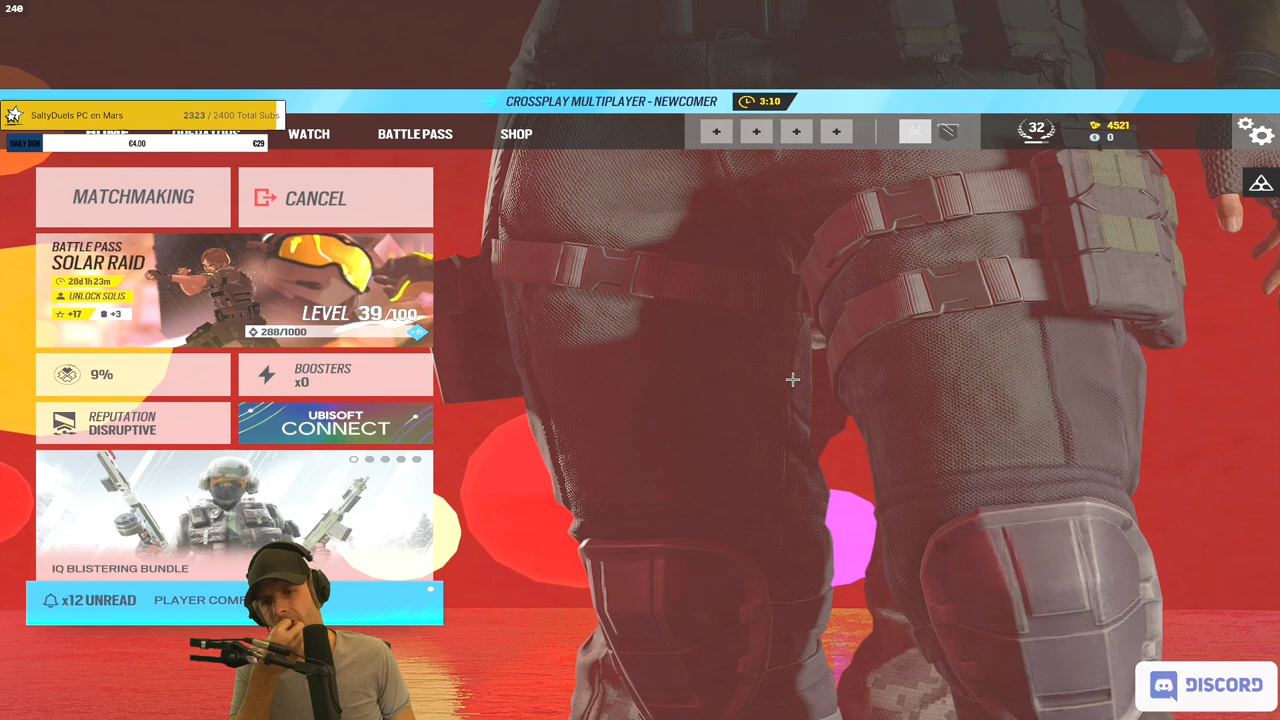 240
CROSSPLAY MULTIPLAYER - NEWCOMER
3:10
SaltyDuels PC en Mars
2323 / 2400 Total Subs
HOME
WATCH
BATTLE PASS
SHOP
32
4521
0
DAILY DON
€4.00
€29
MATCHMAKING
CANCEL
BATTLE PASS
SOLAR RAID
28d 1h 23m
UNLOCK SOLIS
+17
+3
LEVEL 39/100
288/1000
9%
BOOSTERS
x0
REPUTATION
DISRUPTIVE
UBISOFT
CONNECT
IQ BLISTERING BUNDLE
x12 UNREAD
PLAYER COM
DISCORD